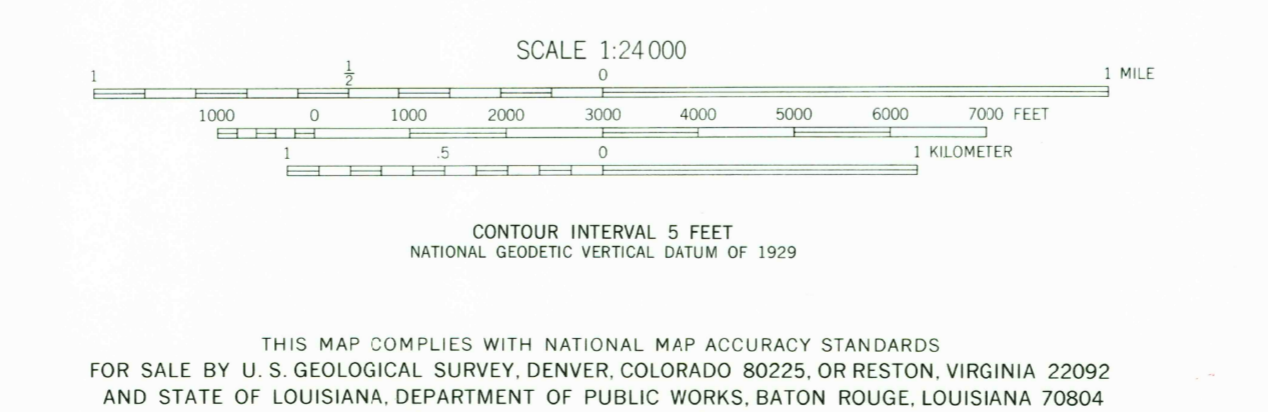 SCALE 1:24 000
1 1/2 0 1 MILE
1000 0 1000 2000 3000 4000 5000 6000 7000 FEET
1 .5 0 1 KILOMETER
CONTOUR INTERVAL 5 FEET
NATIONAL GEODETIC VERTICAL DATUM OF 1929
THIS MAP COMPLIES WITH NATIONAL MAP ACCURACY STANDARDS
FOR SALE BY U. S. GEOLOGICAL SURVEY, DENVER, COLORADO 80225, OR RESTON, VIRGINIA 22092
AND STATE OF LOUISIANA, DEPARTMENT OF PUBLIC WORKS, BATON ROUGE, LOUISIANA 70804